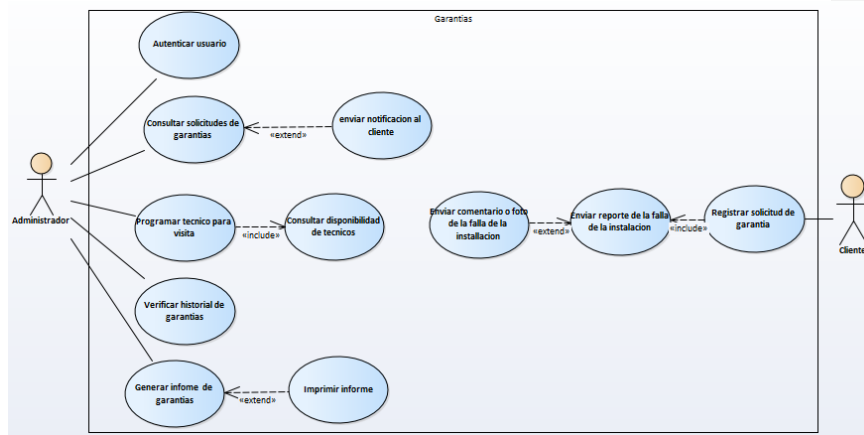 Garantias
Autenticar usuario
Consultar solicitudes de
garantias
«extend»
enviar notificacion al
cliente
Administrador
Programar tecnico para
visita
«include»
Consultar disponibilidad
de tecnicos
Enviar comentario o foto
de la falla de la
installacion
«extend»
Enviar reporte de la falla
de la instalacion
«include»
Registrar solicitud de
garantia
Cliente
Verificar historial de
garantias
Generar infome de
garantias
«extend»
Imprimir informe